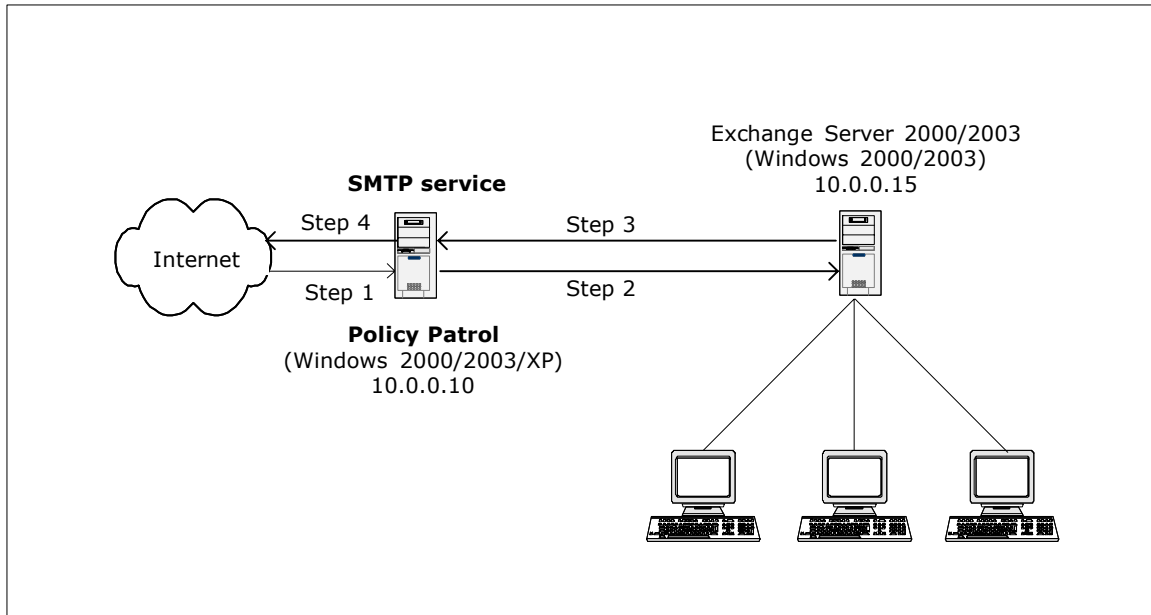 Exchange Server 2000/2003
(Windows 2000/2003)
10.0.0.15
SMTP service
Step 4
Step 3
Internet
Step 1
Step 2
Policy Patrol
(Windows 2000/2003/XP)
10.0.0.10